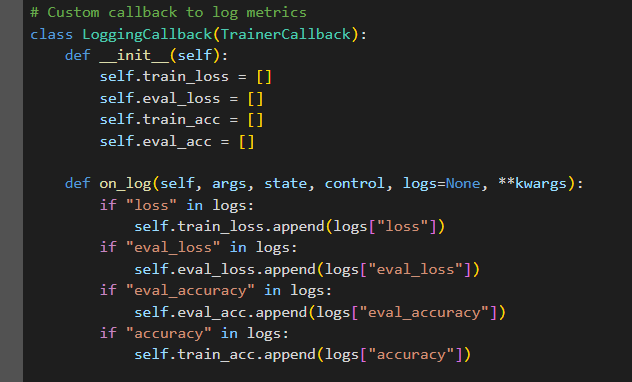 # Custom callback to log metrics
class LoggingCallback(TrainerCallback):
    def __init__(self):
        self.train_loss = []
        self.eval_loss = []
        self.train_acc = []
        self.eval_acc = []

    def on_log(self, args, state, control, logs=None, **kwargs):
        if "loss" in logs:
            self.train_loss.append(logs["loss"])
        if "eval_loss" in logs:
            self.eval_loss.append(logs["eval_loss"])
        if "eval_accuracy" in logs:
            self.eval_acc.append(logs["eval_accuracy"])
        if "accuracy" in logs:
            self.train_acc.append(logs["accuracy"])